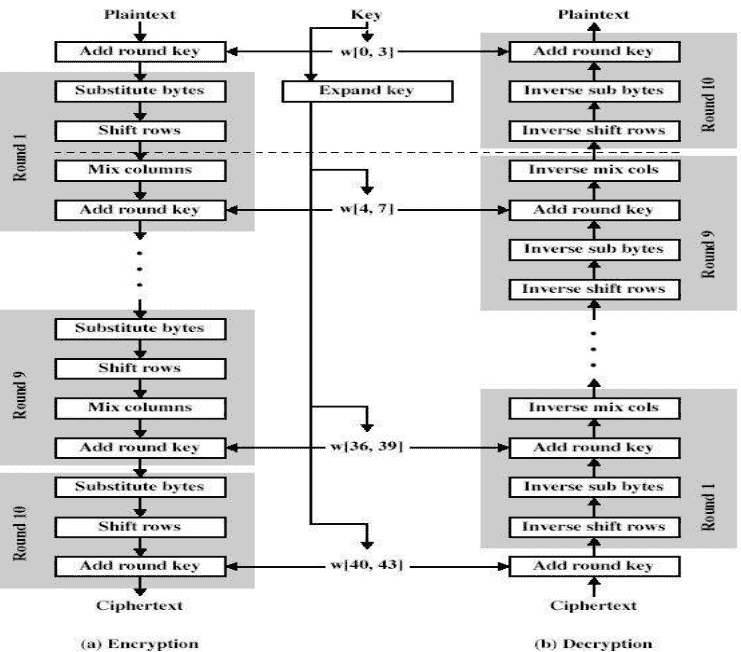 Plaintext
Key
Plaintext
Add round key
w[0, 3]
Add round key
Substitute bytes
Expand key
Inverse sub bytes
Round 10
Shift rows
Inverse shift rows
Round 1
Mix columns
Inverse mix cols
Add round key
w[4, 7]
Add round key
Inverse sub bytes
Round 9
Inverse shift rows
Substitute bytes
Shift rows
Round 9
Mix columns
Inverse mix cols
Add round key
w[36, 39]
Add round key
Substitute bytes
Inverse sub bytes
Round 1
Round 10
Shift rows
Inverse shift rows
Add round key
w[40, 43]
Add round key
Ciphertext
Ciphertext
(a) Encryption
(b) Decryption